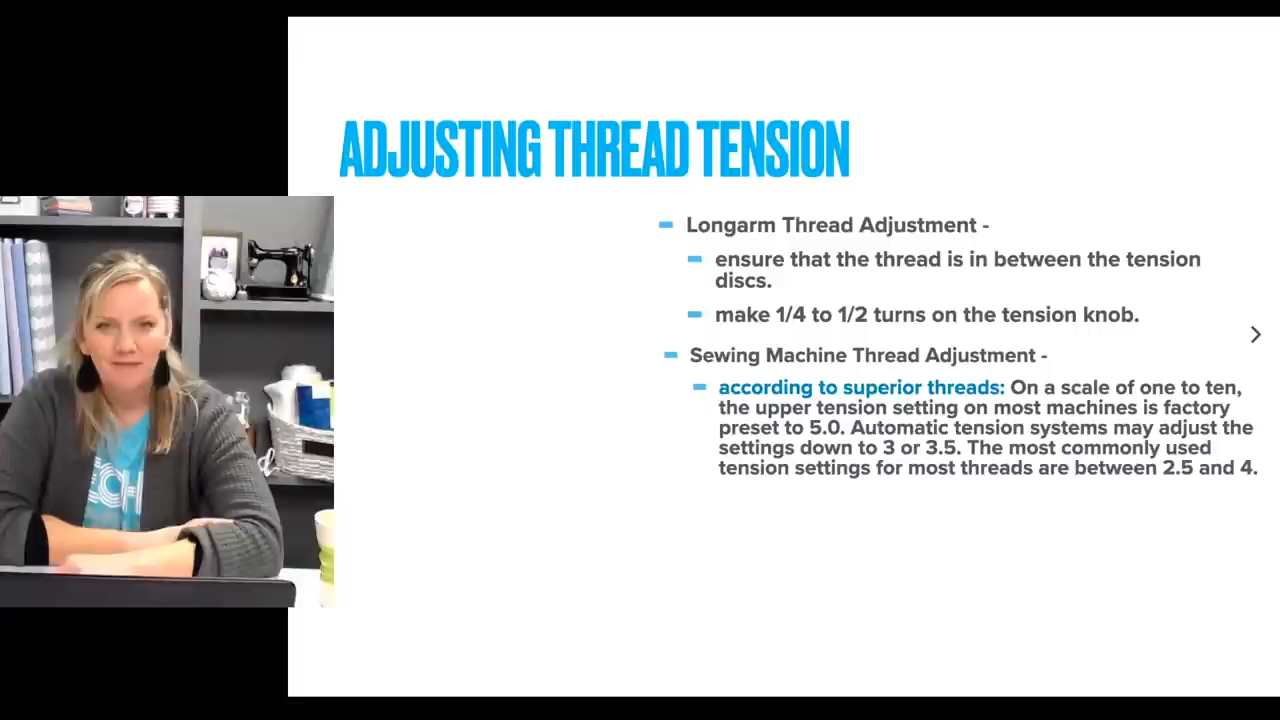 ADJUSTING THREAD TENSION
Longarm Thread Adjustment -
ensure that the thread is in between the tension
discs.
make 1/4 to 1/2 turns on the tension knob.
Sewing Machine Thread Adjustment -
according to superior threads: On a scale of one to ten,
the upper tension setting on most machines is factory
preset to 5.0. Automatic tension systems may adjust the
settings down to 3 or 3.5. The most commonly used
tension settings for most threads are between 2.5 and 4.